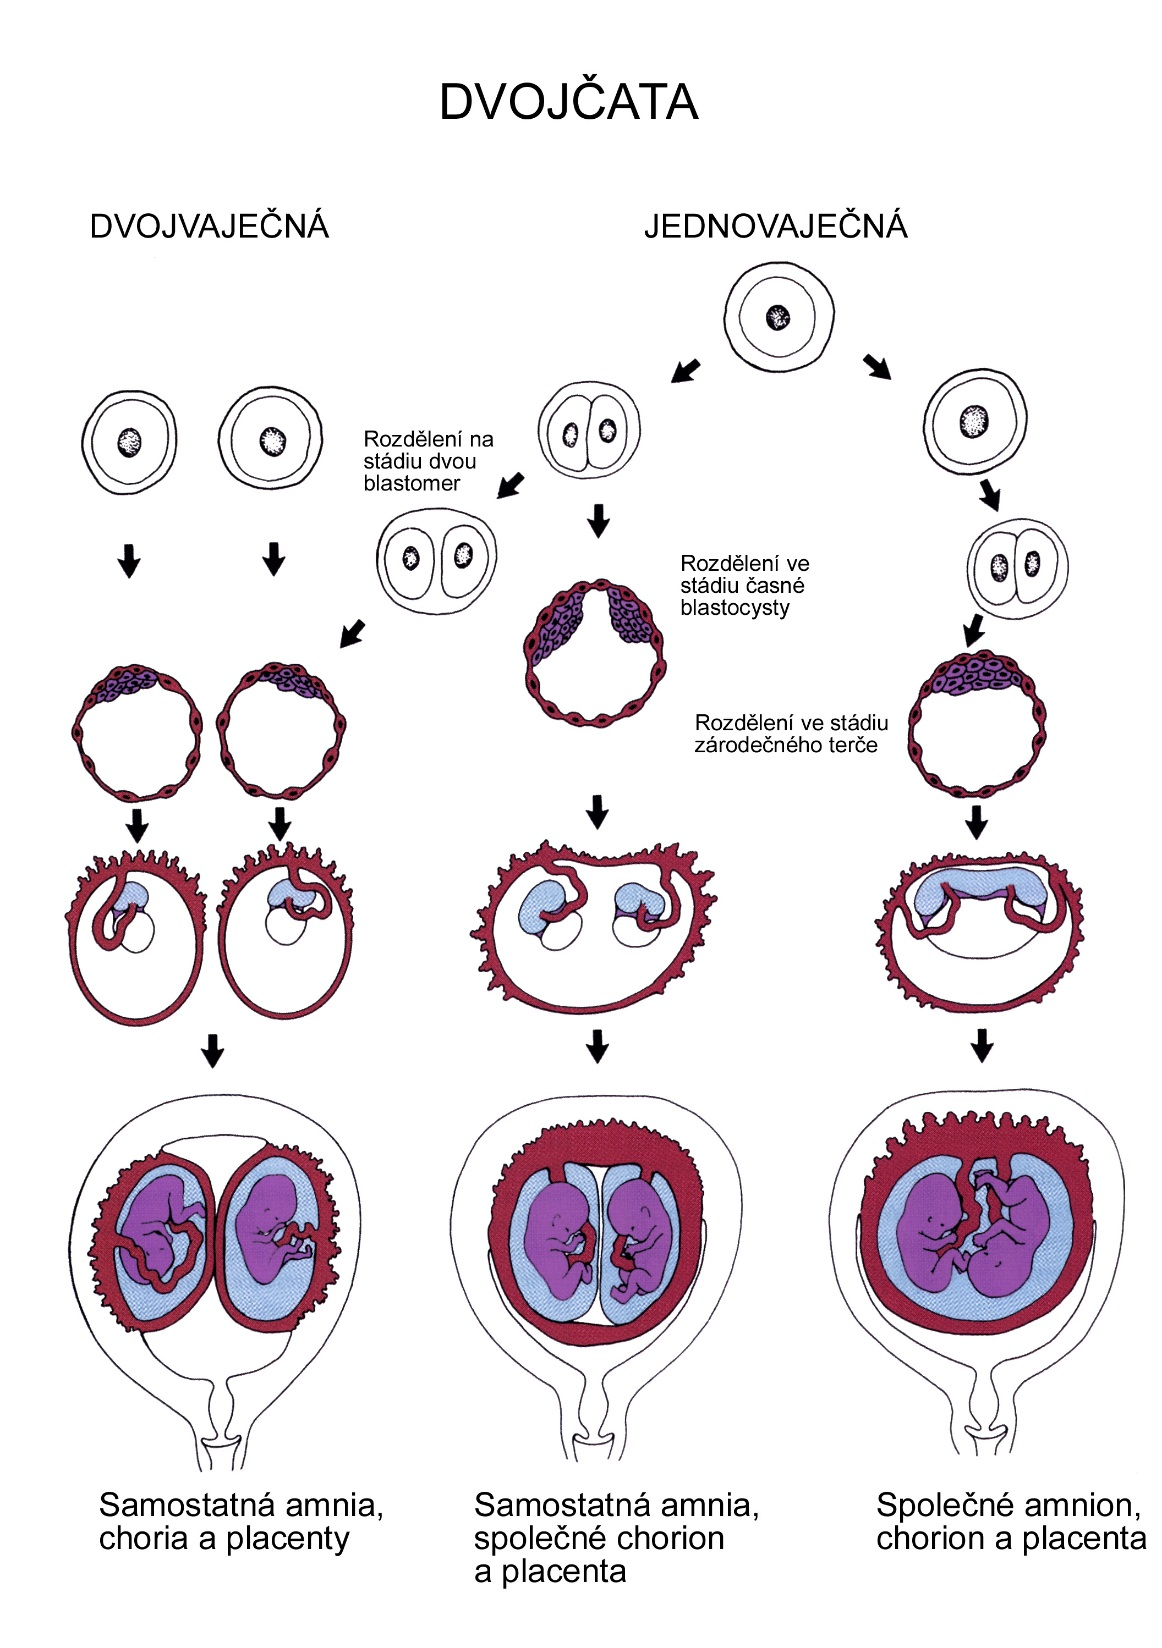 DVOJČATA
DVOJVAJEČNÁ
JEDNOVAJEČNÁ
Rozdělení na
stádiu dvou
blastomer
Rozdělení ve
stádiu časné
blastocysty
Rozdělení ve stádiu
zárodečného terče
Samostatná amnia,
choria a placenty
Samostatná amnia,
společné chorion
a placenta
Společné amnion,
chorion a placenta